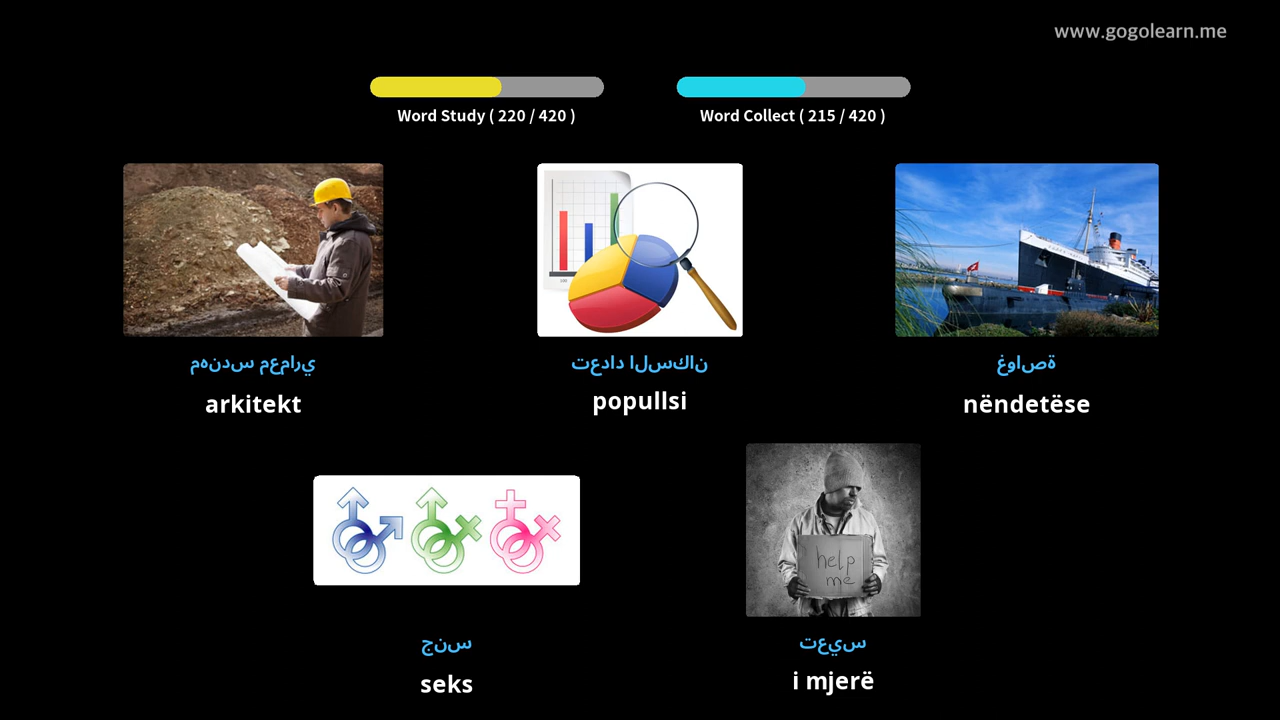 www.gogolearn.me
Word Study ( 220 / 420 )
Word Collect ( 215 / 420 )
مهندس معماري
arkitekt
تعداد السكان
popullsi
غواصة
nëndetëse
جنس
seks
help
me
تعيس
i mjerë